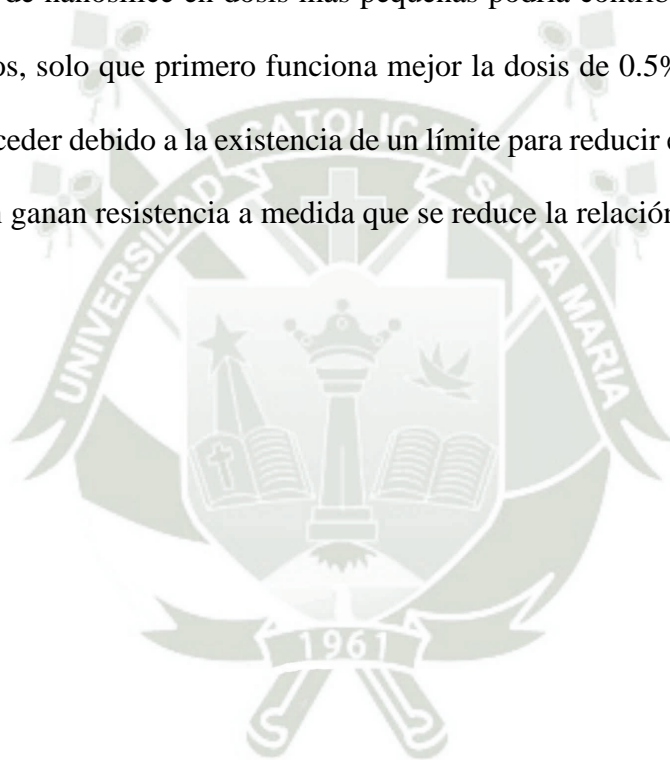 de nanosílice en dosis más pequeñas podría contrib
os, solo que primero funciona mejor la dosis de 0.5%
ceder debido a la existencia de un límite para reducir
ganan resistencia a medida que se reduce la relación
UNIVERSIDAD CATOLICA SANTA MARIA
1961